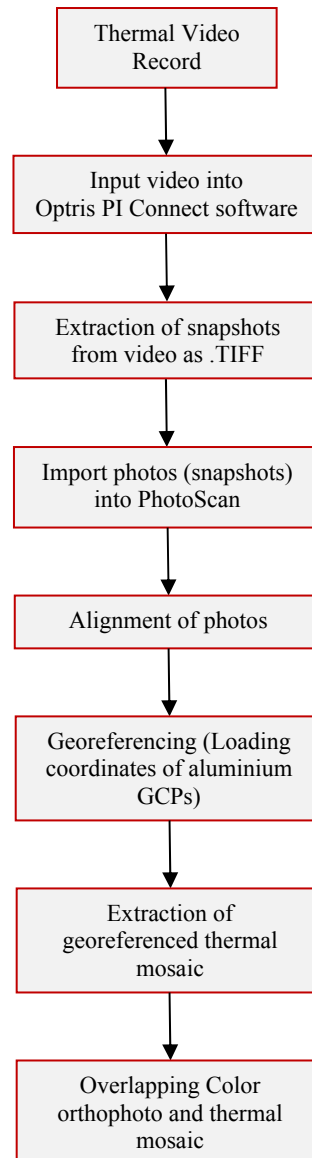 Thermal Video
Record
Input video into
Optris PI Connect software
Extraction of snapshots
from video as .TIFF
Import photos (snapshots)
into PhotoScan
Alignment of photos
Georeferencing (Loading
coordinates of aluminium
GCPs)
Extraction of
georeferenced thermal
mosaic
Overlapping Color
orthophoto and thermal
mosaic